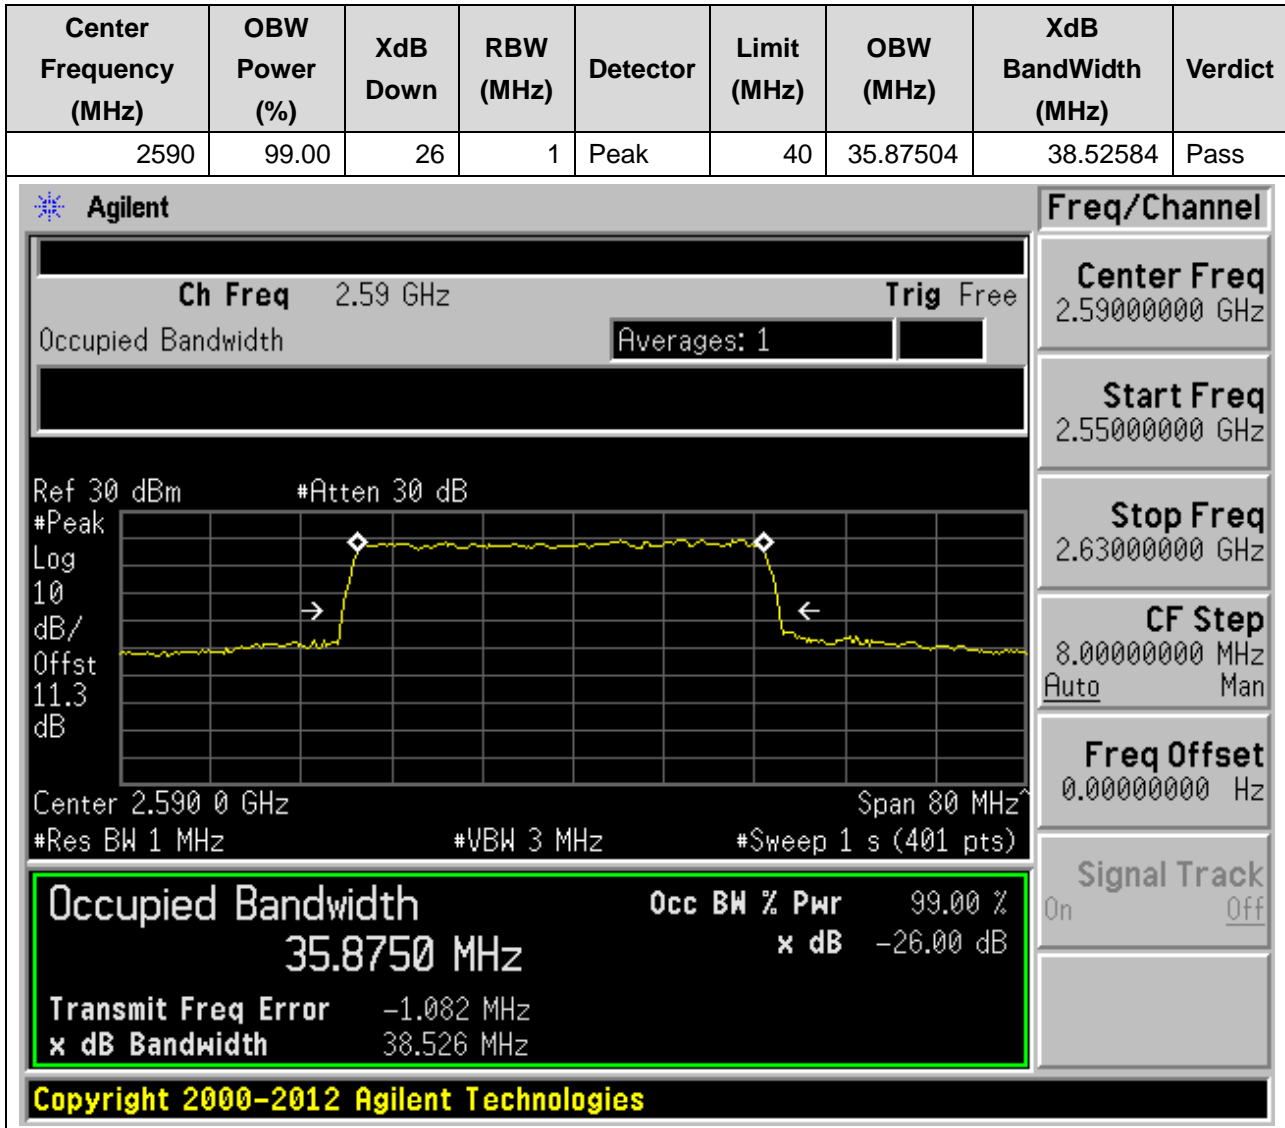 Center Frequency (MHz) OBW Power (%) XdB Down RBW (MHz) Detector Limit (MHz) OBW (MHz) XdB BandWidth (MHz) Verdict
2590 99.00 26 1 Peak 40 35.87504 38.52584 Pass
Agilent
Freq/Channel
Ch Freq 2.59 GHz Trig Free
Occupied Bandwidth Averages: 1
Center Freq
2.59000000 GHz
Start Freq
2.55000000 GHz
Stop Freq
2.63000000 GHz
CF Step
8.00000000 MHz
Auto Man
Freq Offset
0.00000000 Hz
Signal Track
On Off
Ref 30 dBm #Atten 30 dB
#Peak
Log
10
dB/
Offst
11.3
dB
Center 2.590 0 GHz Span 80 MHz^
#Res BW 1 MHz #VBW 3 MHz #Sweep 1 s (401 pts)
Occupied Bandwidth Occ BW % Pwr 99.00 %
35.8750 MHz x dB -26.00 dB
Transmit Freq Error -1.082 MHz
x dB Bandwidth 38.526 MHz
Copyright 2000-2012 Agilent Technologies